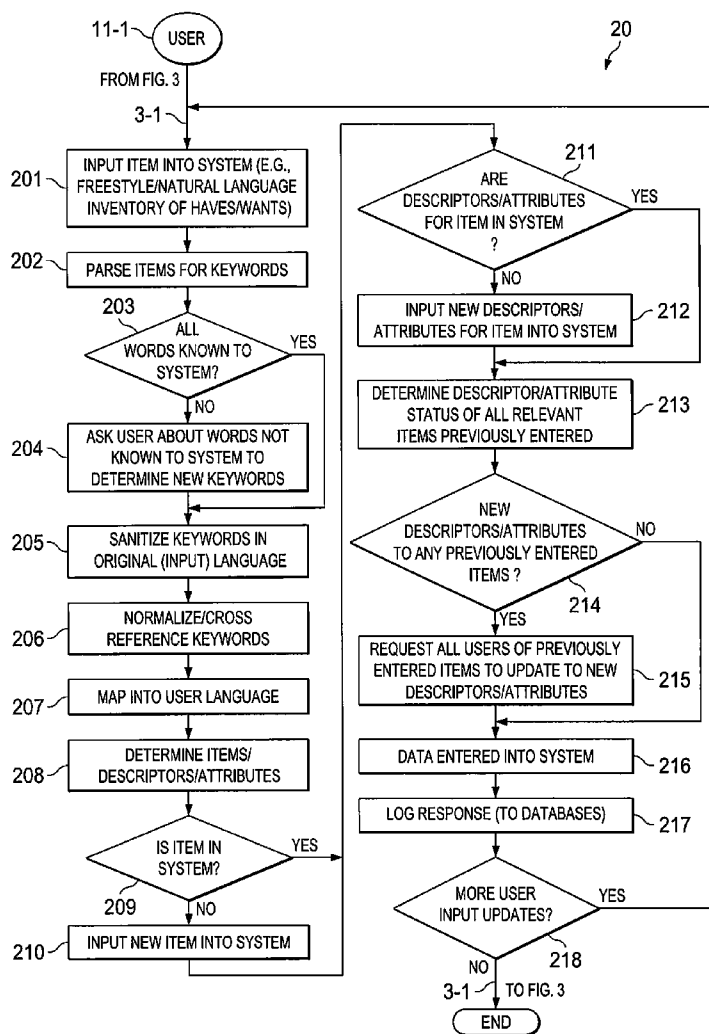 11-1
USER
20
FROM FIG. 3
3-1
201
INPUT ITEM INTO SYSTEM (E.G.,
FREESTYLE/NATURAL LANGUAGE
INVENTORY OF HAVES/WANTS)
202
PARSE ITEMS FOR KEYWORDS
203
ALL
WORDS KNOWN TO
SYSTEM?
YES
NO
204
ASK USER ABOUT WORDS NOT
KNOWN TO SYSTEM TO
DETERMINE NEW KEYWORDS
205
SANITIZE KEYWORDS IN
ORIGINAL (INPUT) LANGUAGE
206
NORMALIZE/CROSS
REFERENCE KEYWORDS
207
MAP INTO USER LANGUAGE
208
DETERMINE ITEMS/
DESCRIPTORS/ATTRIBUTES
IS ITEM IN
SYSTEM?
YES
209
NO
210
INPUT NEW ITEM INTO SYSTEM
211
ARE
DESCRIPTORS/ATTRIBUTES
FOR ITEM IN SYSTEM
?
YES
NO
INPUT NEW DESCRIPTORS/
ATTRIBUTES FOR ITEM INTO SYSTEM
212
DETERMINE DESCRIPTOR/ATTRIBUTE
STATUS OF ALL RELEVANT
ITEMS PREVIOUSLY ENTERED
213
NEW
DESCRIPTORS/ATTRIBUTES
TO ANY PREVIOUSLY ENTERED
ITEMS ?
NO
214
YES
REQUEST ALL USERS OF PREVIOUSLY
ENTERED ITEMS TO UPDATE TO NEW
DESCRIPTORS/ATTRIBUTES
215
DATA ENTERED INTO SYSTEM
216
LOG RESPONSE (TO DATABASES)
217
MORE USER
INPUT UPDATES?
YES
218
NO
3-1
TO FIG. 3
END